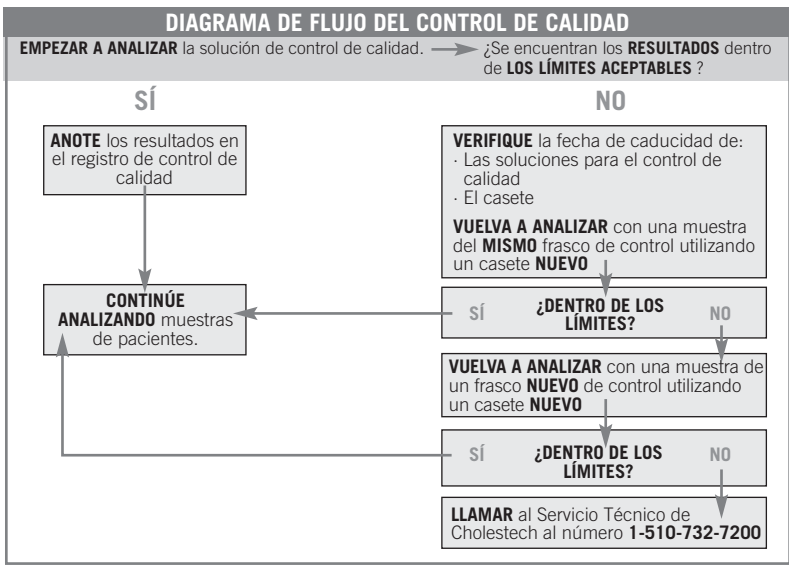 DIAGRAMA DE FLUJO DEL CONTROL DE CALIDAD
EMPEZAR A ANALIZAR la solución de control de calidad.
¿Se encuentran los RESULTADOS dentro
de LOS LÍMITES ACEPTABLES ?
SÍ
ANOTE los resultados en
el registro de control de
calidad
CONTINÚE
ANALIZANDO muestras
de pacientes.
NO
VERIFIQUE la fecha de caducidad de:
· Las soluciones para el control de
calidad
· El casete
VUELVA A ANALIZAR con una muestra
del MISMO frasco de control utilizando
un casete NUEVO
SÍ
¿DENTRO DE LOS
LÍMITES?
NO
VUELVA A ANALIZAR con una muestra de
un frasco NUEVO de control utilizando
un casete NUEVO
SÍ
¿DENTRO DE LOS
LÍMITES?
NO
LLAMAR al Servicio Técnico de
Cholestech al número 1-510-732-7200